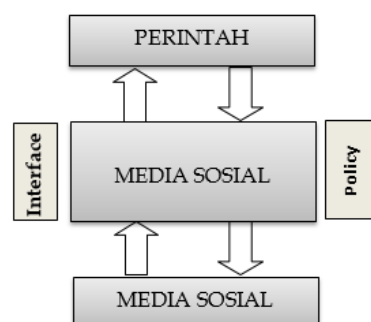 PERINTAH
Interface
MEDIA SOSIAL
Policy
MEDIA SOSIAL